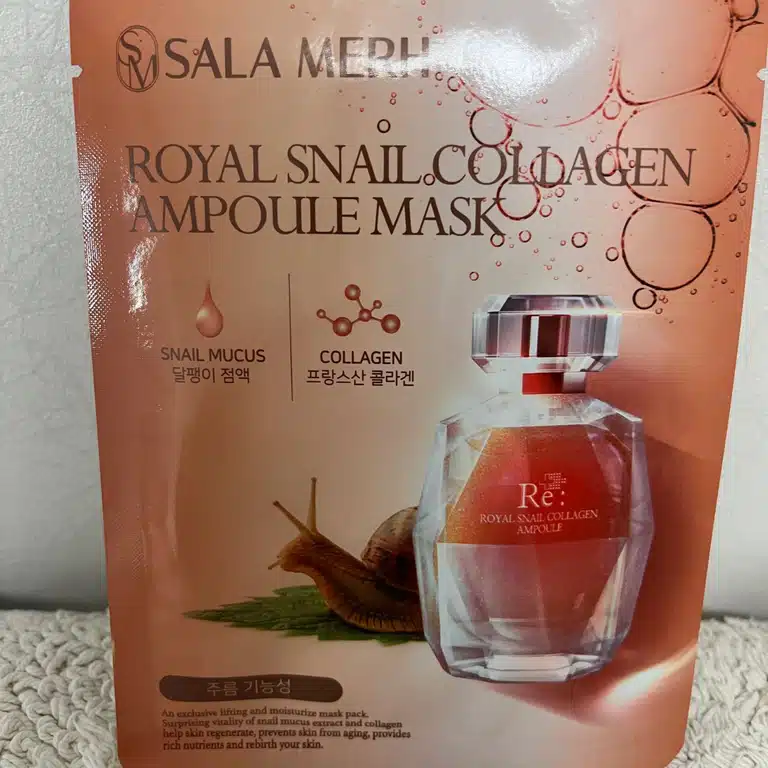 SM SALA MERH
ROYAL SNAIL COLLAGEN
AMPOULE MASK
SNAIL MUCUS
달팽이 점액
COLLAGEN
프랑스산 콜라겐
Re:
ROYAL SNAIL COLLAGEN
AMPOULE
주름 기능성
An exclusive lifting and moisturize mask pack.
Surprising vitality of snail mucus extract and collagen
help skin regenerate, prevents skin from aging, provides
rich nutrients and rebirth your skin.